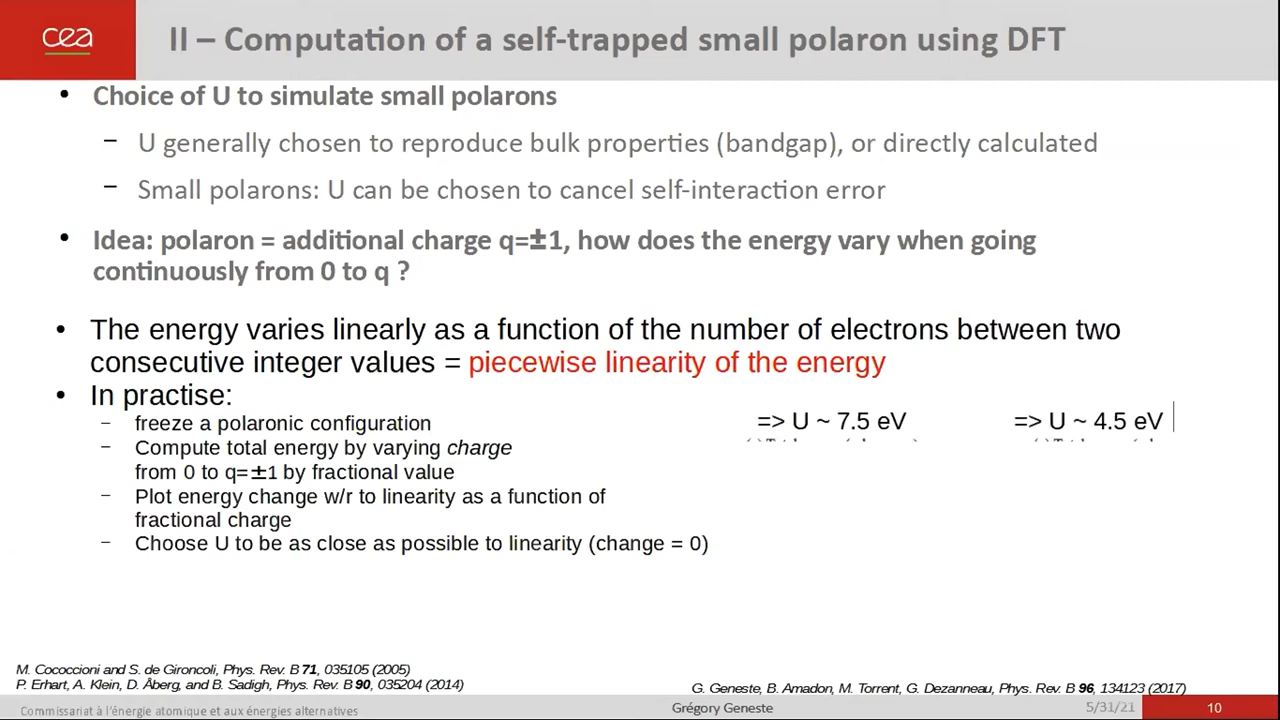 cea
II – Computation of a self-trapped small polaron using DFT
• Choice of U to simulate small polarons
– U generally chosen to reproduce bulk properties (bandgap), or directly calculated
– Small polarons: U can be chosen to cancel self-interaction error
• Idea: polaron = additional charge q=±1, how does the energy vary when going
continuously from 0 to q ?
• The energy varies linearly as a function of the number of electrons between two
consecutive integer values = piecewise linearity of the energy
• In practise:
– freeze a polaronic configuration
– Compute total energy by varying charge
from 0 to q=±1 by fractional value
– Plot energy change w/r to linearity as a function of
fractional charge
– Choose U to be as close as possible to linearity (change = 0)
=> U ~ 7.5 eV
=> U ~ 4.5 eV
M. Cococcioni and S. de Gironcoli, Phys. Rev. B 71, 035105 (2005)
P. Erhart, A. Klein, D. Åberg, and B. Sadigh, Phys. Rev. B 90, 035204 (2014)
G. Geneste, B. Amadon, M. Torrent, G. Dezanneau, Phys. Rev. B 96, 134123 (2017)
Commissariat à l'énergie atomique et aux énergies alternatives
Grégory Geneste
5/31/21
10